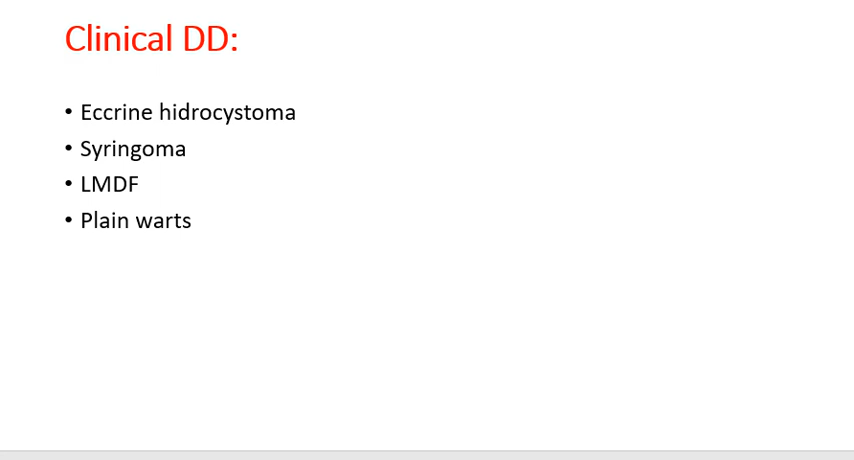 Clinical DD:
• Eccrine hidrocystoma
• Syringoma
• LMDF
• Plain warts